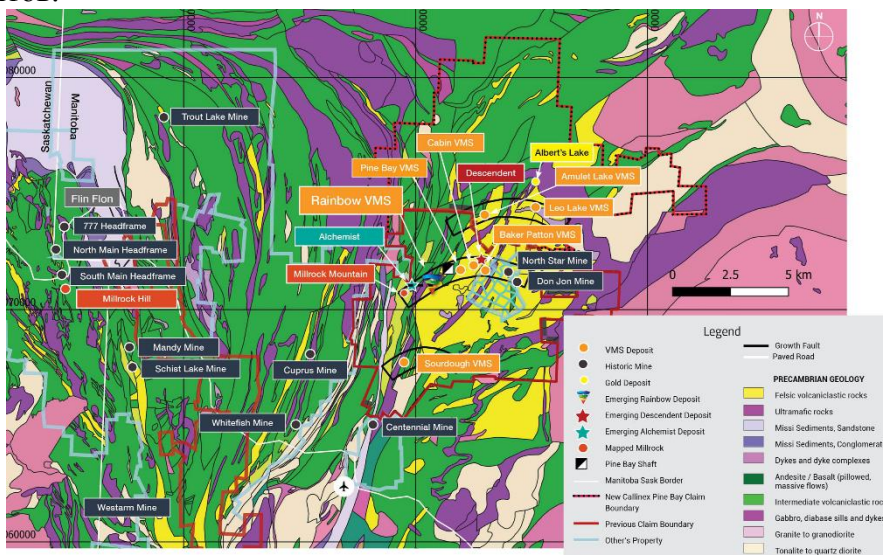 N
080000
070000
060000
Saskatchewan
Manitoba
Trout Lake Mine
Cabin VMS
Pine Bay VMS
Descendent
Albert's Lake
Amulet Lake VMS
Flin Flon
Rainbow VMS
Leo Lake VMS
777 Headframe
Alchemist
Baker Patton VMS
North Main Headframe
North Star Mine
South Main Headframe
Millrock Mountain
Don Jon Mine
0 2.5 5 km
Millrock Hill
Mandy Mine
Schist Lake Mine
Cuprus Mine
Sourdough VMS
Whitefish Mine
Centennial Mine
Westarm Mine
Legend
VMS Deposit
Historic Mine
Gold Deposit
Emerging Rainbow Deposit
Emerging Descendent Deposit
Emerging Alchemist Deposit
Mapped Millrock
Pine Bay Shaft
Manitoba Sask Border
New Callinex Pine Bay Claim
Boundary
Previous Claim Boundary
Other's Property
Growth Fault
Paved Road
PRECAMBRIAN GEOLOGY
Felsic volcaniclastic rocks
Ultramafic rocks
Missi Sediments, Sandstone
Missi Sediments, Conglomerat
Dykes and dyke complexes
Andesite / Basalt (pillowed,
massive flows)
Intermediate volcaniclastic roc
Gabbro, diabase sills and dykes
Granite to granodiorite
Tonalite to quartz diorite